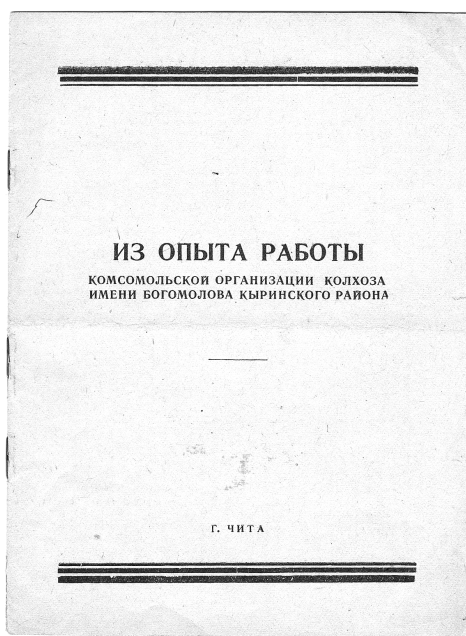 ИЗ ОПЫТА РАБОТЫ
КОМСОМОЛЬСКОЙ ОРГАНИЗАЦИИ КОЛХОЗА
ИМЕНИ БОГОМОЛОВА КЫРИНСКОГО РАЙОНА
Г. ЧИТА